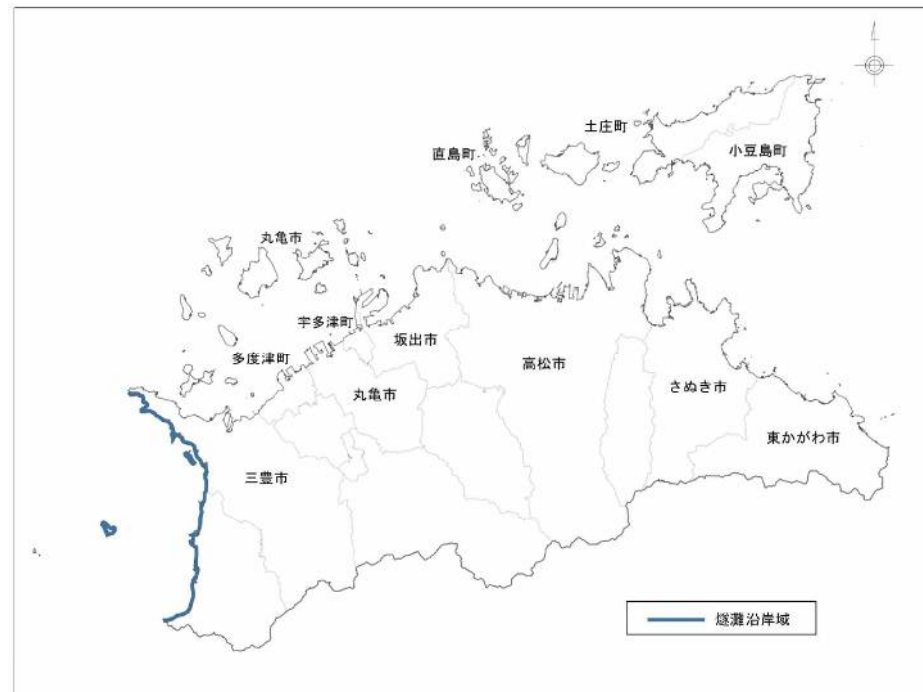 土庄町
直島町
小豆島町
丸亀市
宇多津町
坂出市
多度津町
高松市
丸亀市
さぬき市
東かがわ市
三豊市
燧灘沿岸域